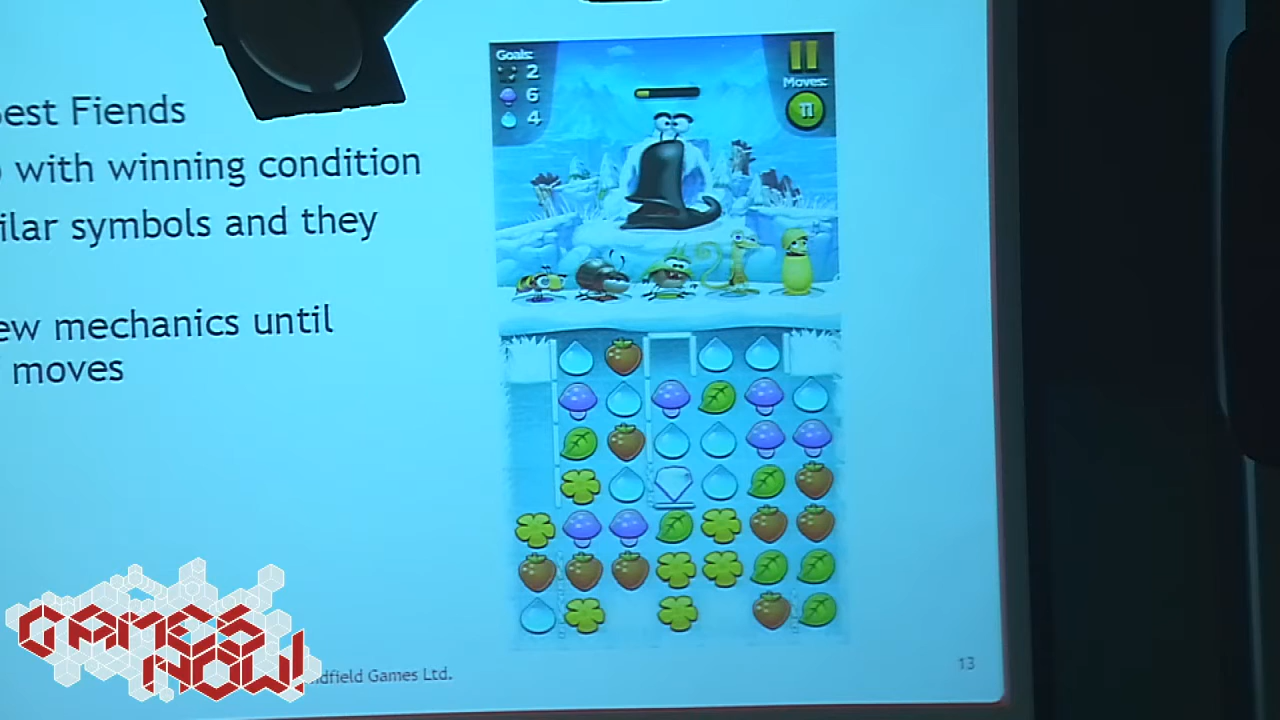 est Fiends
with winning condition
ilar symbols and they
ew mechanics until
moves
Goals:
2
6
4
Moves:
11
GAMES
NOW!
dfield Games Ltd.
13